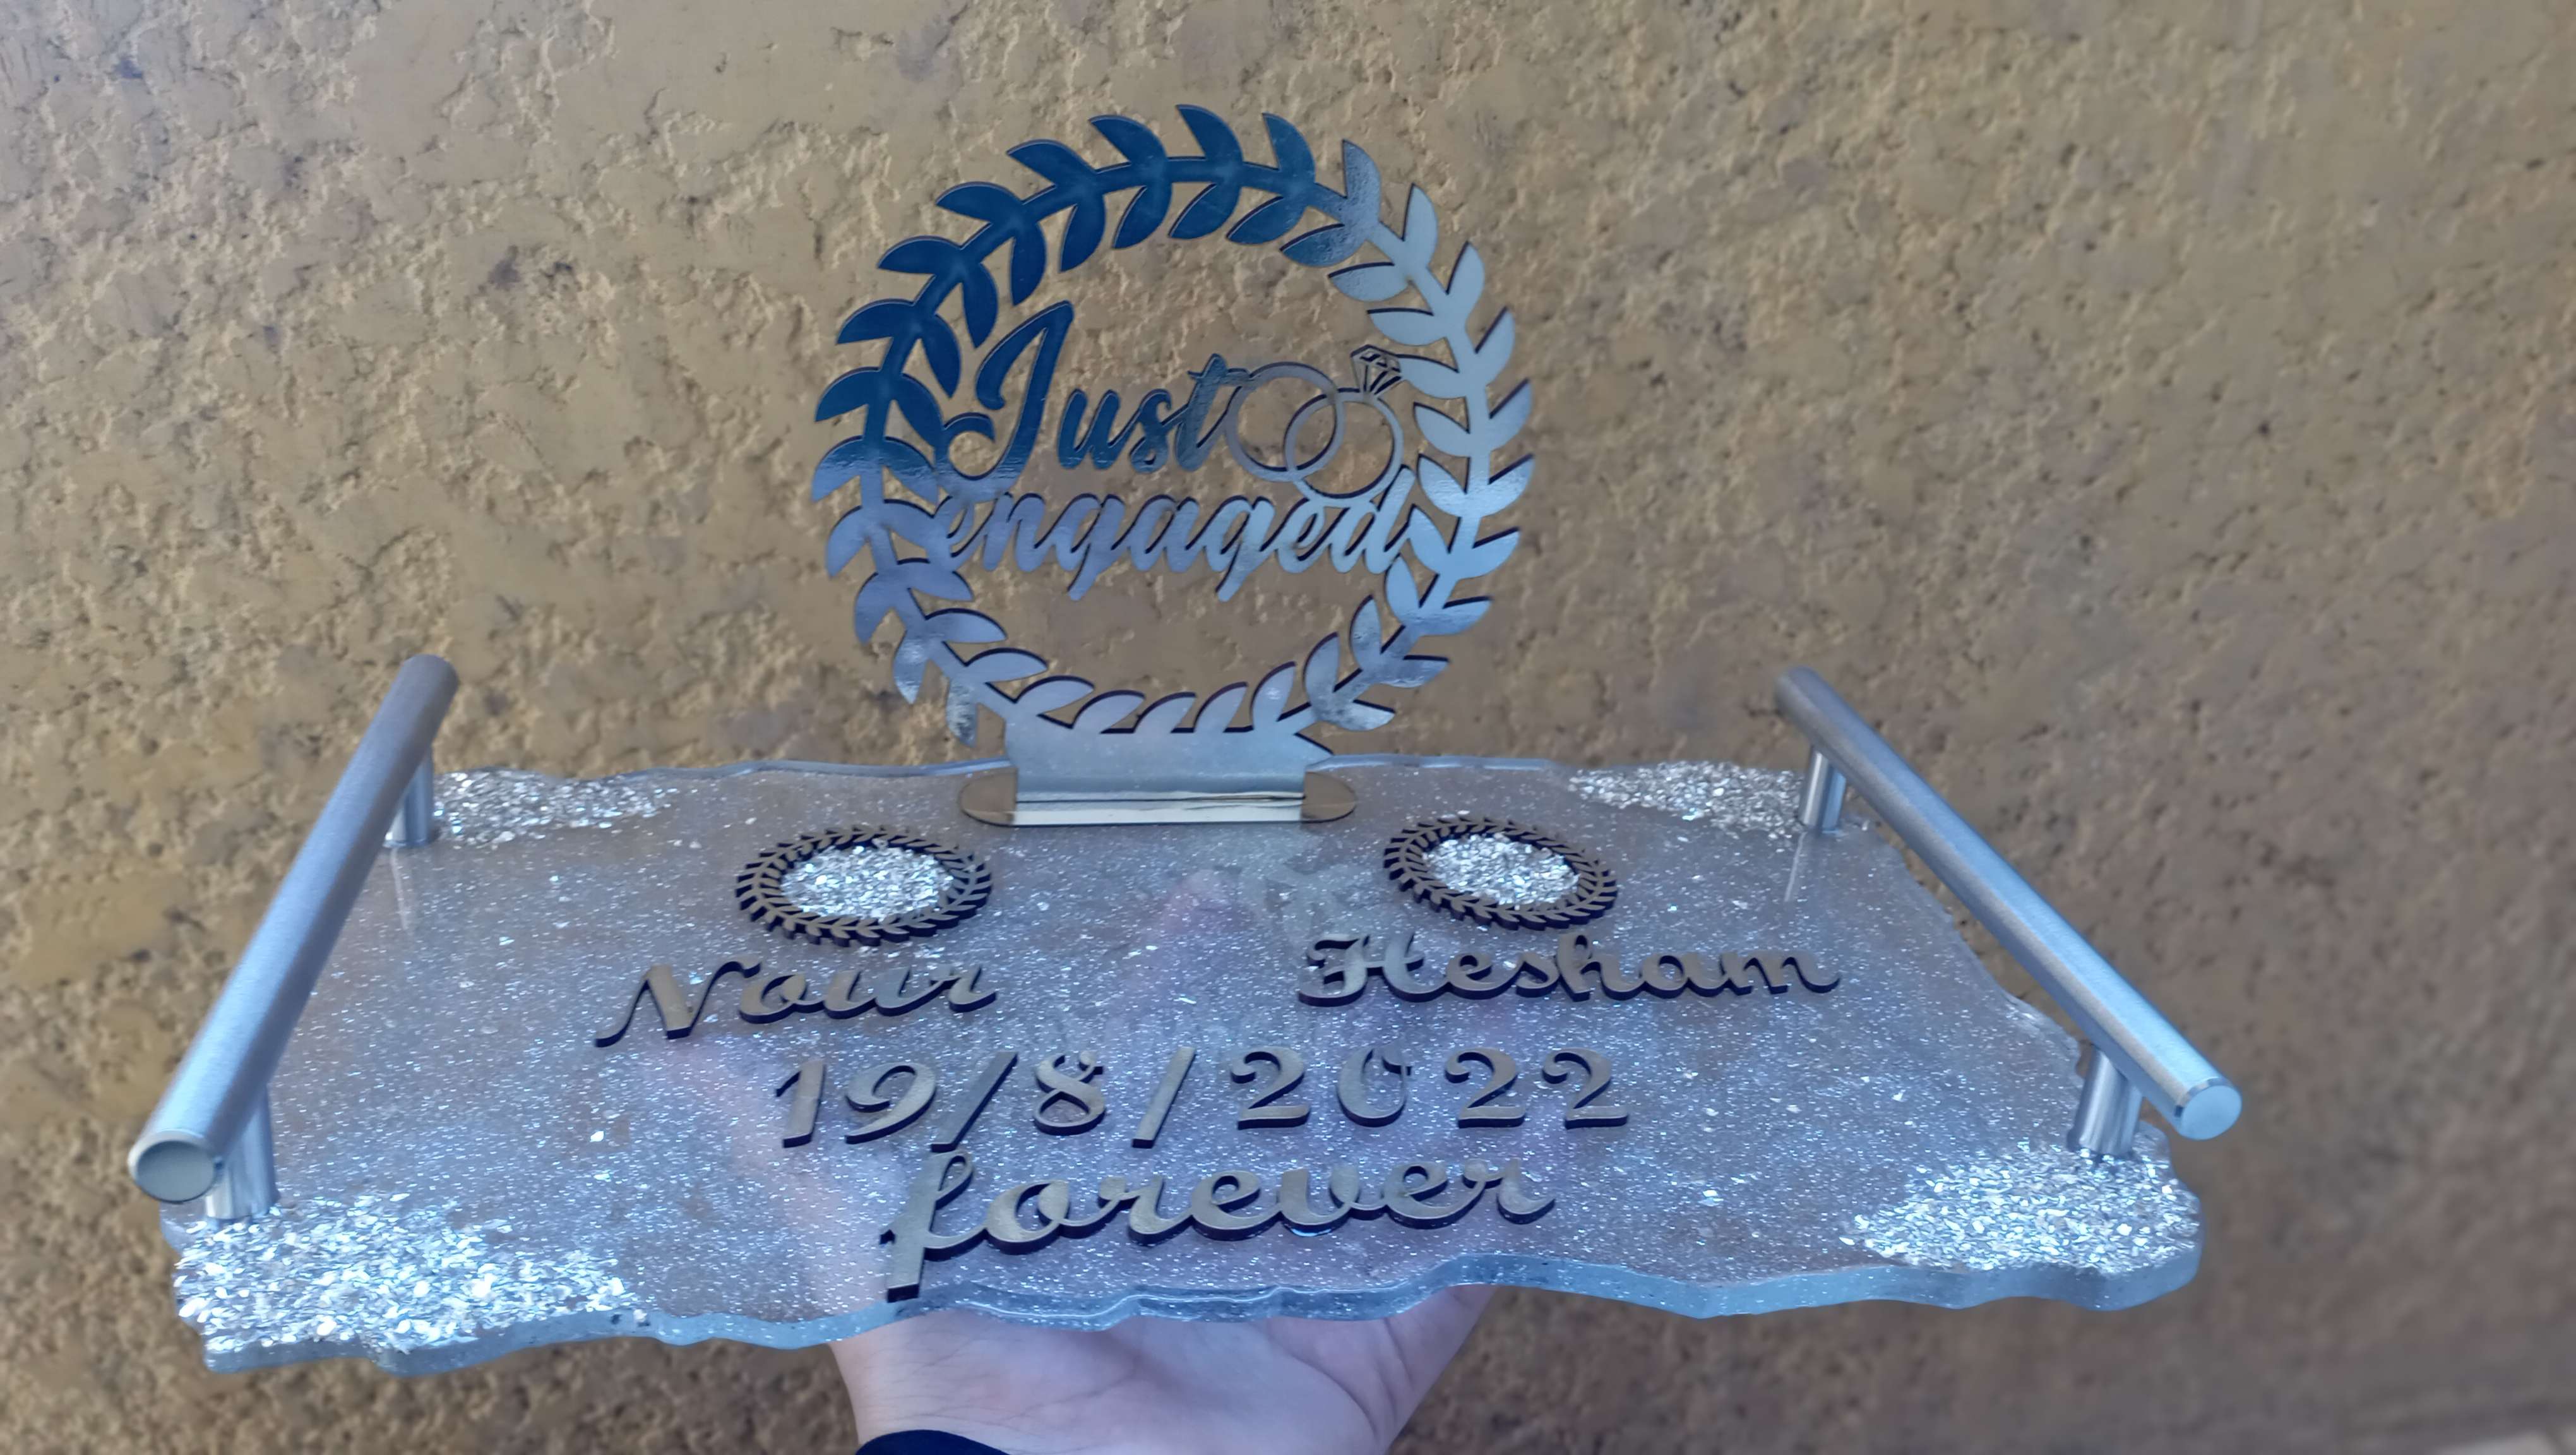 Just
engaged
Nour Hesham
19/8/2022
forever